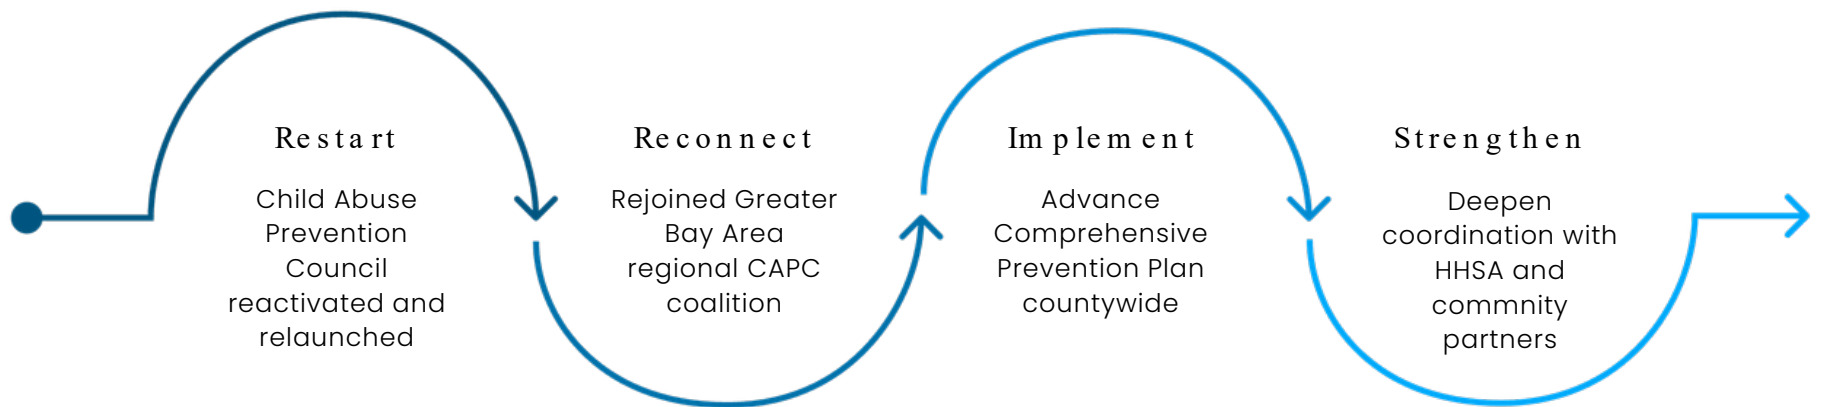 Restart
Child Abuse
Prevention
Council
reactivated and
relaunched
Reconnect
Rejoined Greater
Bay Area
regional CAPC
coalition
Implement
Advance
Comprehensive
Prevention Plan
countywide
Strengthen
Deepen
coordination with
HHSA and
commnity
partners